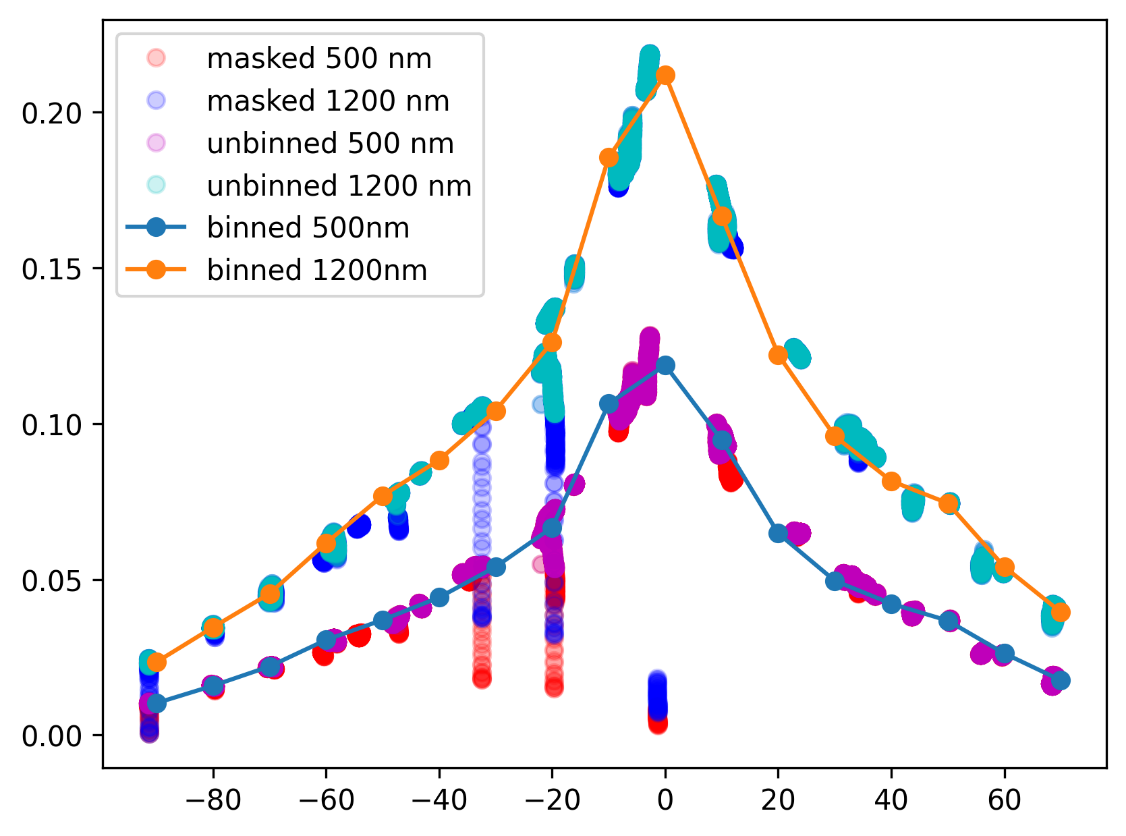 masked 500 nm
masked 1200 nm
unbinned 500 nm
unbinned 1200 nm
binned 500nm
binned 1200nm
0.20
0.15
0.10
0.05
0.00
−80 −60 −40 −20 0 20 40 60